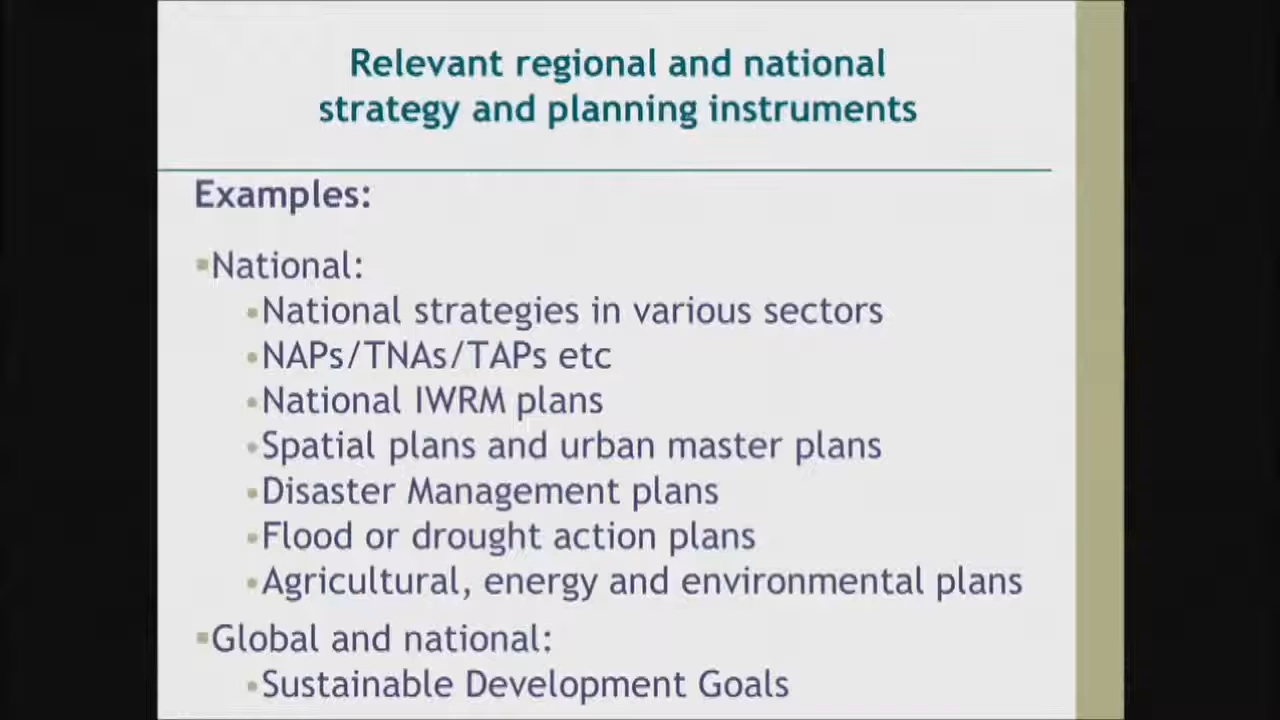 Relevant regional and national
strategy and planning instruments
Examples:
▪National:
•National strategies in various sectors
•NAPs/TNAs/TAPs etc
•National IWRM plans
•Spatial plans and urban master plans
•Disaster Management plans
•Flood or drought action plans
•Agricultural, energy and environmental plans
▪Global and national:
•Sustainable Development Goals